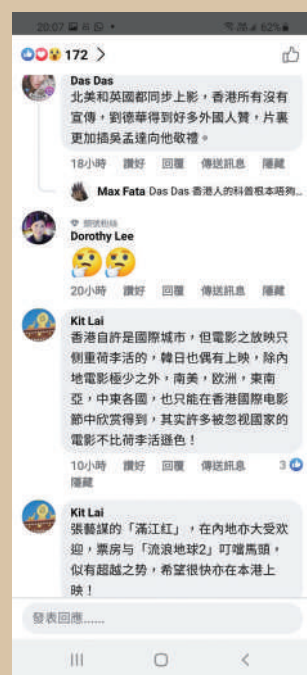 20:07
62%
172 >
Das Das
北美和英國都同步上影，香港所有沒有
宣傳，劉德華得到好多外國人贊，片裏
更加插吳孟達向他敬禮。
18小時 讚好 回覆 傳送訊息 隱藏
Max Fata Das Das 香港人的科普根本唔夠...
頭號粉絲
Dorothy Lee
20小時 讚好 回覆 傳送訊息 隱藏
Kit Lai
香港自許是國際城市，但電影之放映只
側重荷李活的，韓日也偶有上映，除內
地電影極少之外，南美，欧洲，東南
亞，中東各國，也只能在香港國際电影
節中欣賞得到，其实許多被忽視國家的
電影不比荷李活遜色！
10小時 讚好 回覆 傳送訊息 3
隱藏
Kit Lai
張藝謀的「滿江紅」，在內地亦大受欢
迎，票房与「流浪地球2」叮噹馬頭，
似有超越之势，希望很快亦在本港上
映！
發表回應......